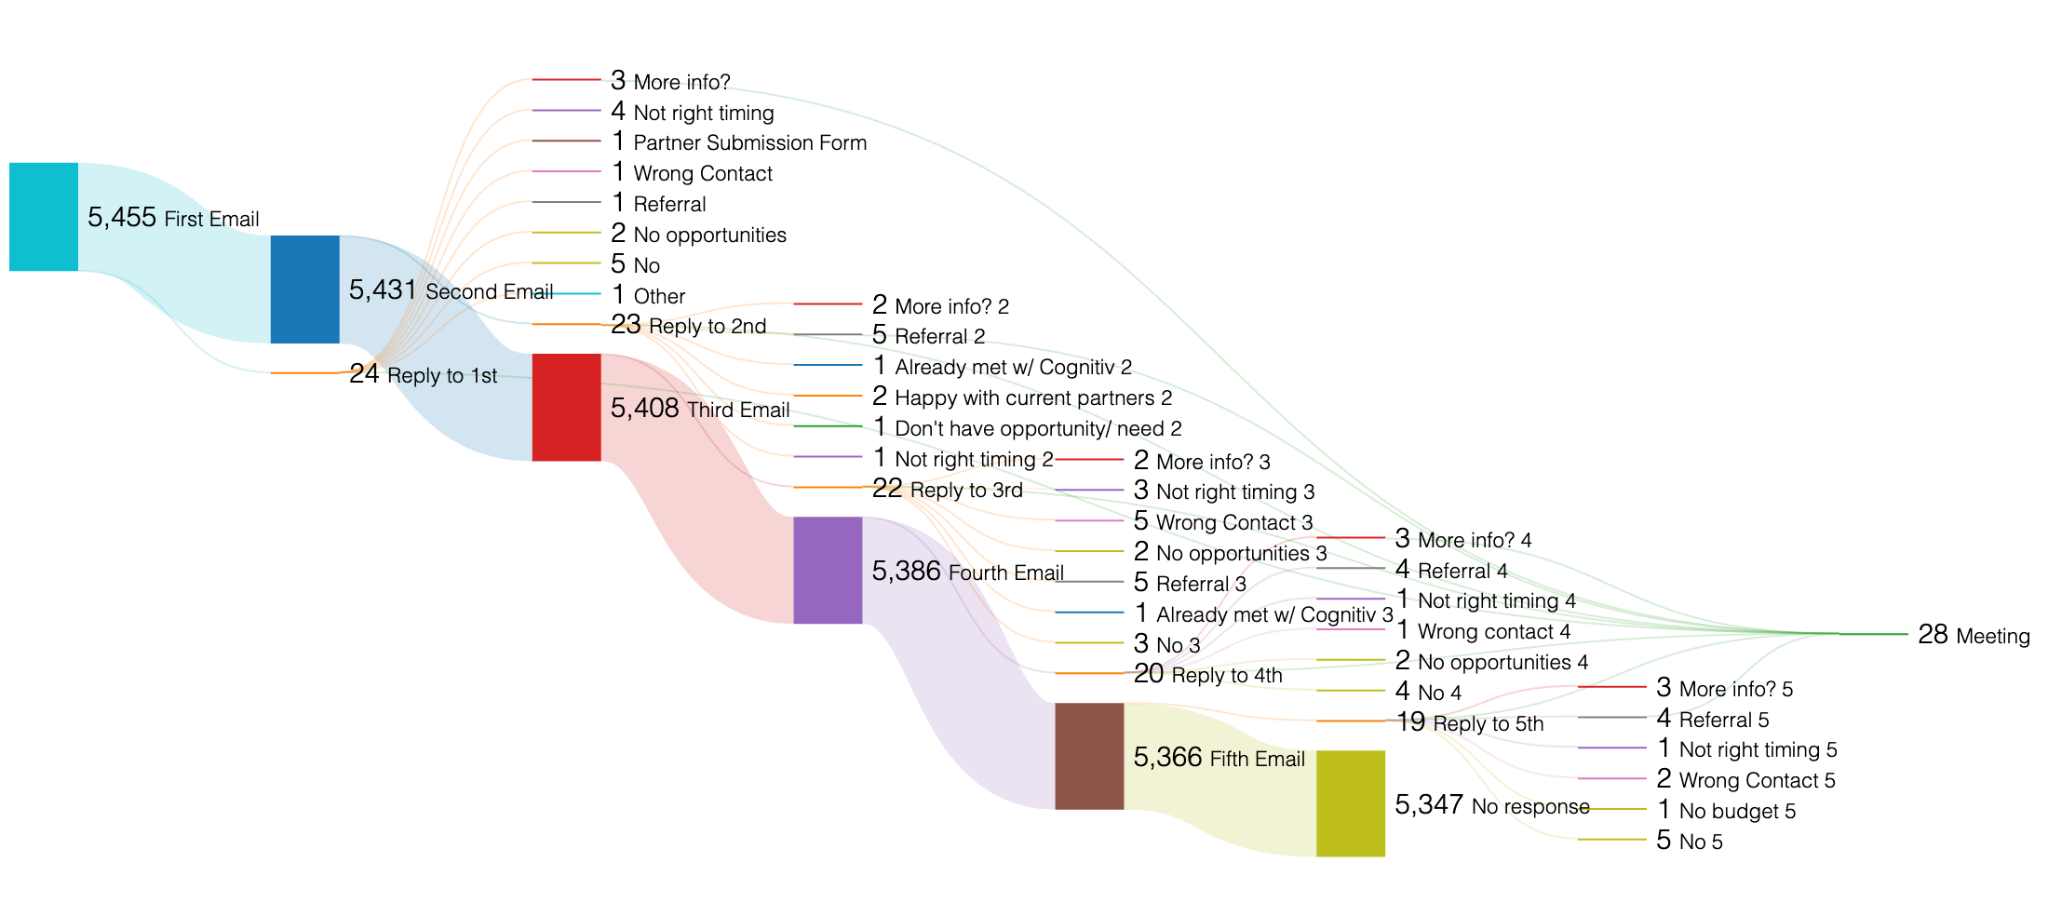 5,455 First Email
5,431 Second Email
24 Reply to 1st
3 More info?
4 Not right timing
1 Partner Submission Form
1 Wrong Contact
1 Referral
2 No opportunities
5 No
1 Other
23 Reply to 2nd
5,408 Third Email
2 More info? 2
5 Referral 2
1 Already met w/ Cognitiv 2
2 Happy with current partners 2
1 Don't have opportunity/ need 2
1 Not right timing 2
22 Reply to 3rd
5,386 Fourth Email
2 More info? 3
3 Not right timing 3
5 Wrong Contact 3
2 No opportunities 3
5 Referral 3
1 Already met w/ Cognitiv 3
3 No 3
20 Reply to 4th
5,366 Fifth Email
3 More info? 4
4 Referral 4
1 Not right timing 4
1 Wrong contact 4
2 No opportunities 4
4 No 4
19 Reply to 5th
5,347 No response
3 More info? 5
4 Referral 5
1 Not right timing 5
2 Wrong Contact 5
1 No budget 5
5 No 5
28 Meeting